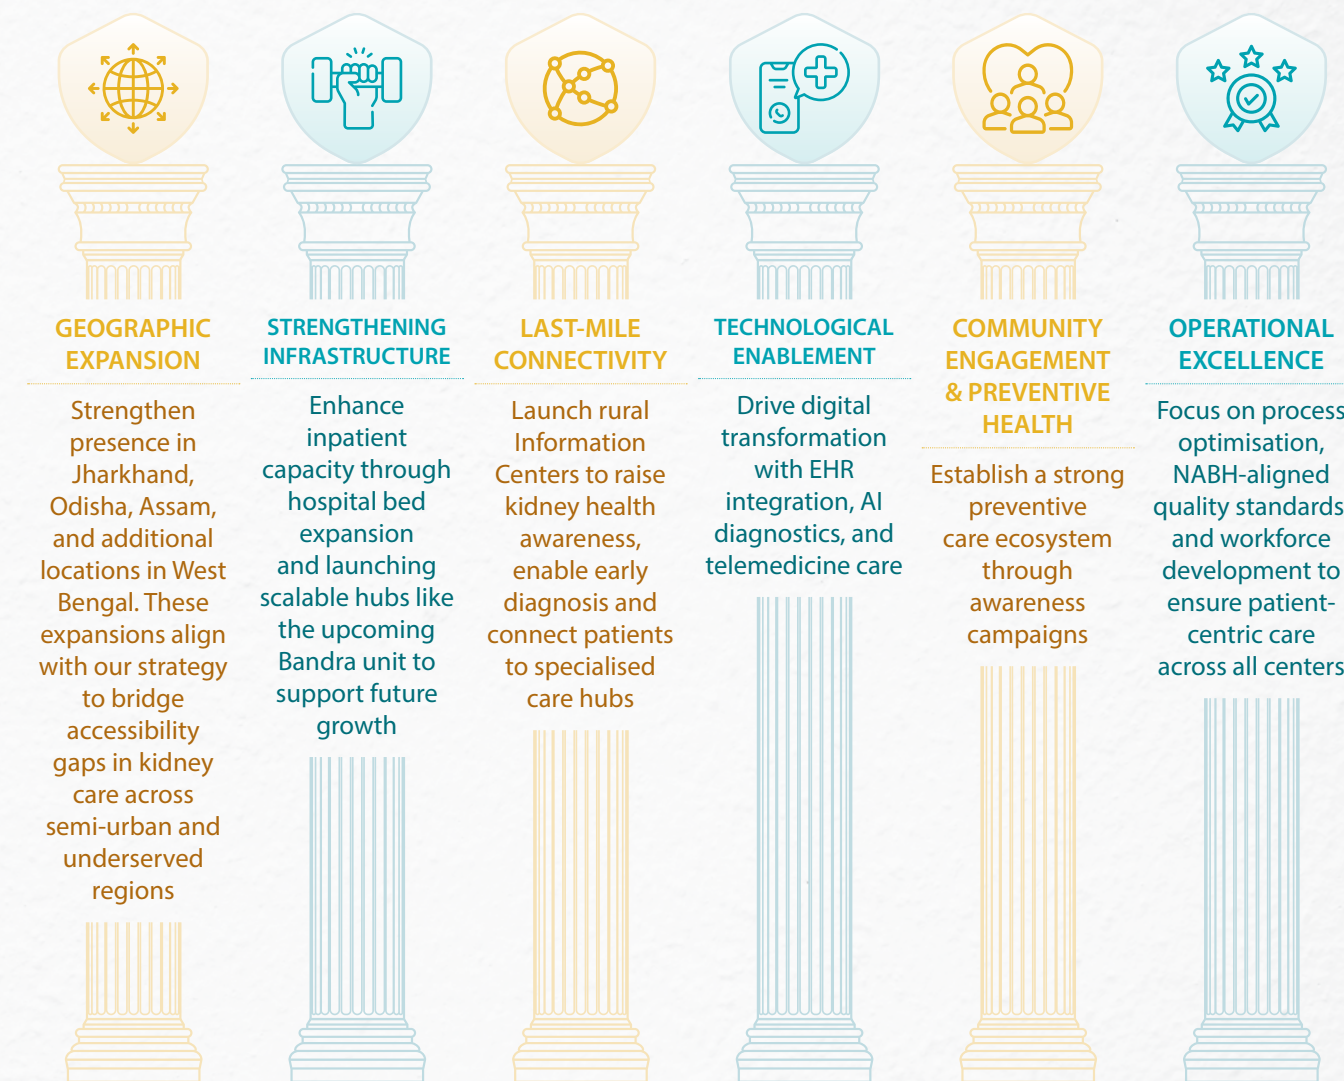 GEOGRAPHIC
EXPANSION
Strengthen
presence in
Jharkhand,
Odisha, Assam,
and additional
locations in West
Bengal. These
expansions align
with our strategy
to bridge
accessibility
gaps in kidney
care across
semi-urban and
underserved
regions
STRENGTHENING
INFRASTRUCTURE
Enhance
inpatient
capacity through
hospital bed
expansion
and launching
scalable hubs like
the upcoming
Bandra unit to
support future
growth
LAST-MILE
CONNECTIVITY
Launch rural
Information
Centers to raise
kidney health
awareness,
enable early
diagnosis and
connect patients
to specialised
care hubs
TECHNOLOGICAL
ENABLEMENT
Drive digital
transformation
with EHR
integration, AI
diagnostics, and
telemedicine care
COMMUNITY
ENGAGEMENT
& PREVENTIVE
HEALTH
Establish a strong
preventive
care ecosystem
through
awareness
campaigns
OPERATIONAL
EXCELLENCE
Focus on process
optimisation,
NABH-aligned
quality standards
and workforce
development to
ensure patient-
centric care
across all centers